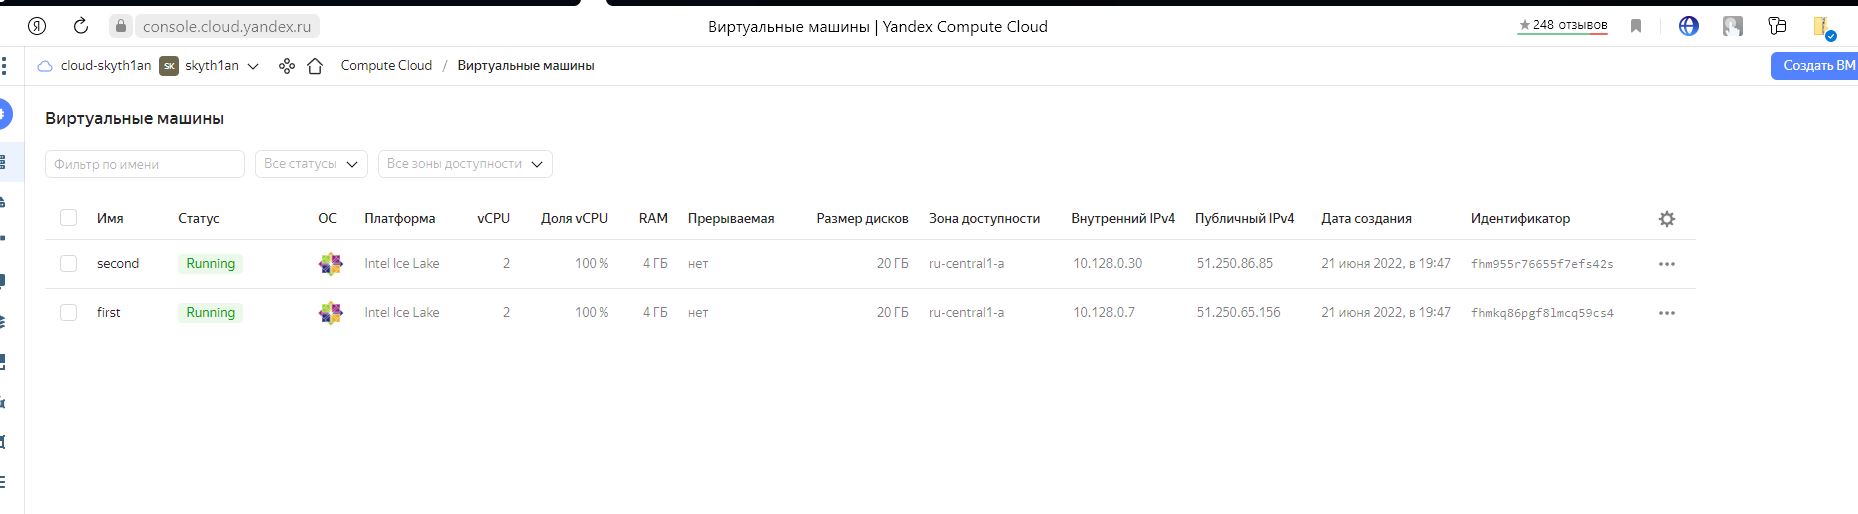 Я console.cloud.yandex.ru Виртуальные машины | Yandex Compute Cloud ★ 248 отзывов
cloud-skyth1an SK skyth1an Compute Cloud / Виртуальные машины Создать ВМ
Виртуальные машины
Фильтр по имени Все статусы Все зоны доступности
Имя Статус ОС Платформа vCPU Доля vCPU RAM Прерываемая Размер дисков Зона доступности Внутренний IPv4 Публичный IPv4 Дата создания Идентификатор
second Running Intel Ice Lake 2 100 % 4 ГБ нет 20 ГБ ru-central1-a 10.128.0.30 51.250.86.85 21 июня 2022, в 19:47 fhm955r76655f7efs42s
first Running Intel Ice Lake 2 100 % 4 ГБ нет 20 ГБ ru-central1-a 10.128.0.7 51.250.65.156 21 июня 2022, в 19:47 fhmkq86pgf8lmcq59cs4